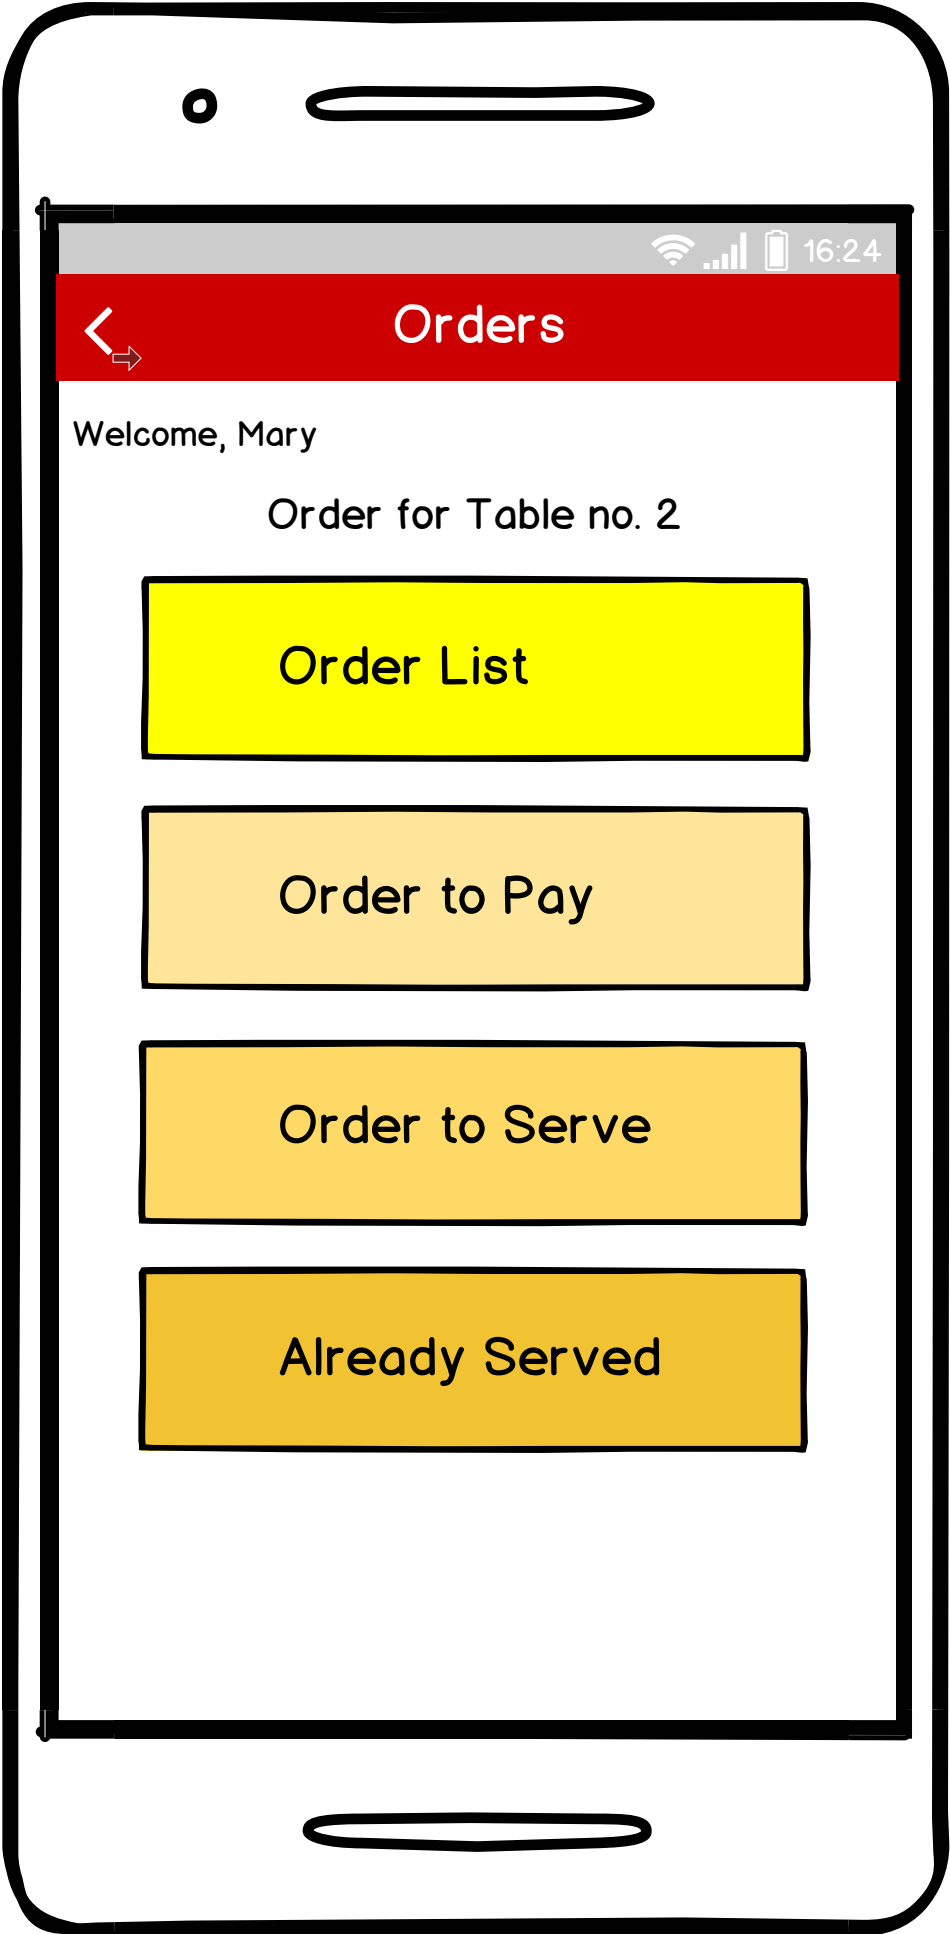 16:24
Orders
Welcome, Mary
Order for Table no. 2
Order List
Order to Pay
Order to Serve
Already Served